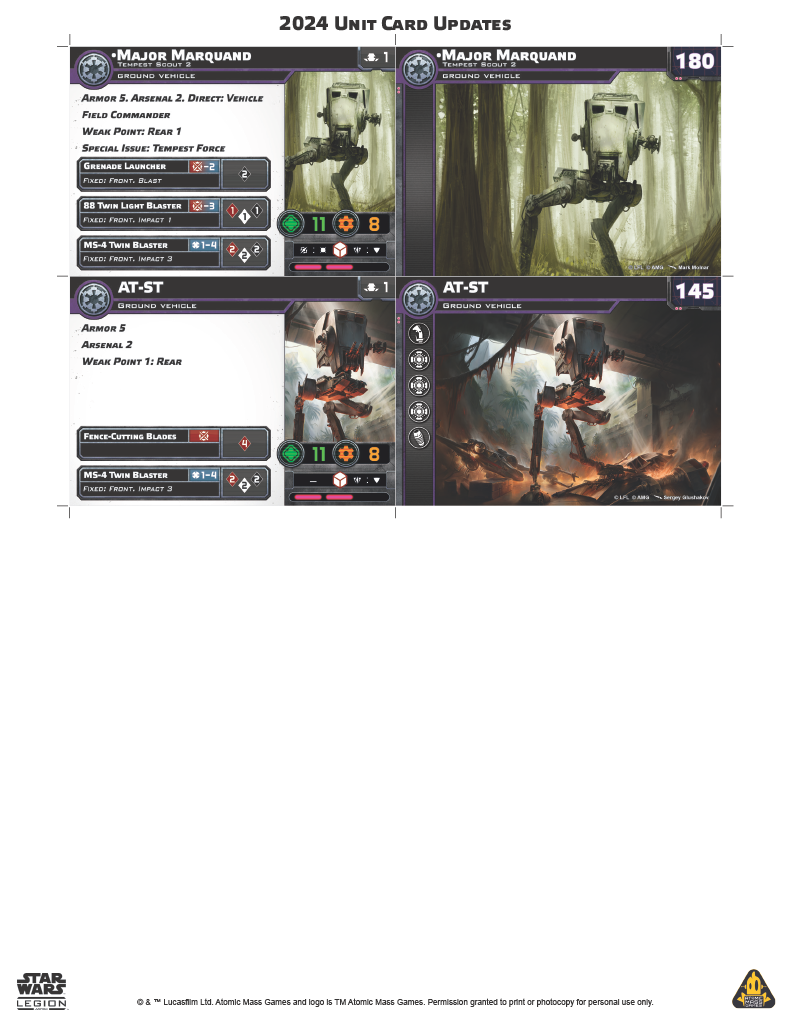 2024 Unit Card Updates
•Major Marquand
Tempest Scout 2
Ground vehicle
1
Armor 5. Arsenal 2. Direct: Vehicle
Field Commander
Weak Point: Rear 1
Special Issue: Tempest Force
Grenade Launcher -2 2
Fixed: Front, Blast
88 Twin Light Blaster -3 1 1 1
Fixed: Front, Impact 1
MS-4 Twin Blaster 1-4 2 2 2
Fixed: Front, Impact 3
11 8
•Major Marquand
Tempest Scout 2
Ground vehicle
180
© LFL © AMG Mark Molnar
AT-ST
Ground vehicle
1
Armor 5
Arsenal 2
Weak Point 1: Rear
Fence-Cutting Blades 4
MS-4 Twin Blaster 1-4 2 2 2
Fixed: Front, Impact 3
11 8
AT-ST
Ground vehicle
145
© LFL © AMG Sergey Glushakov
STAR
WARS
LEGION
ATOMIC
MASS
GAMES
© & ™ Lucasfilm Ltd. Atomic Mass Games and logo is TM Atomic Mass Games. Permission granted to print or photocopy for personal use only.